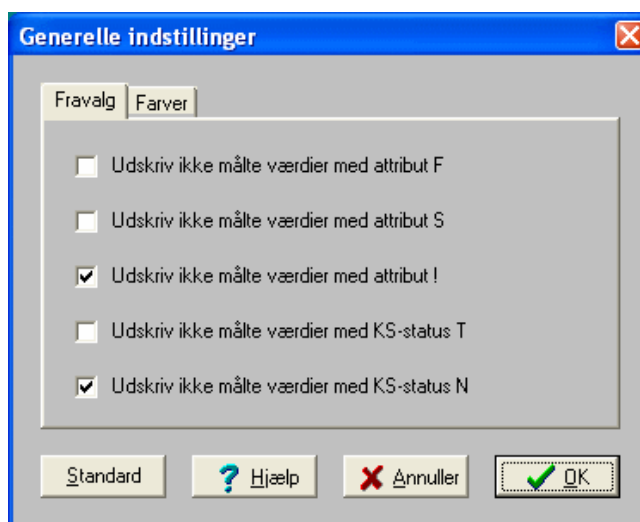 Generelle indstillinger
Fravalg Farver
Udskriv ikke målte værdier med attribut F
Udskriv ikke målte værdier med attribut S
Udskriv ikke målte værdier med attribut !
Udskriv ikke målte værdier med KS-status T
Udskriv ikke målte værdier med KS-status N
Standard Hjælp Annuller OK